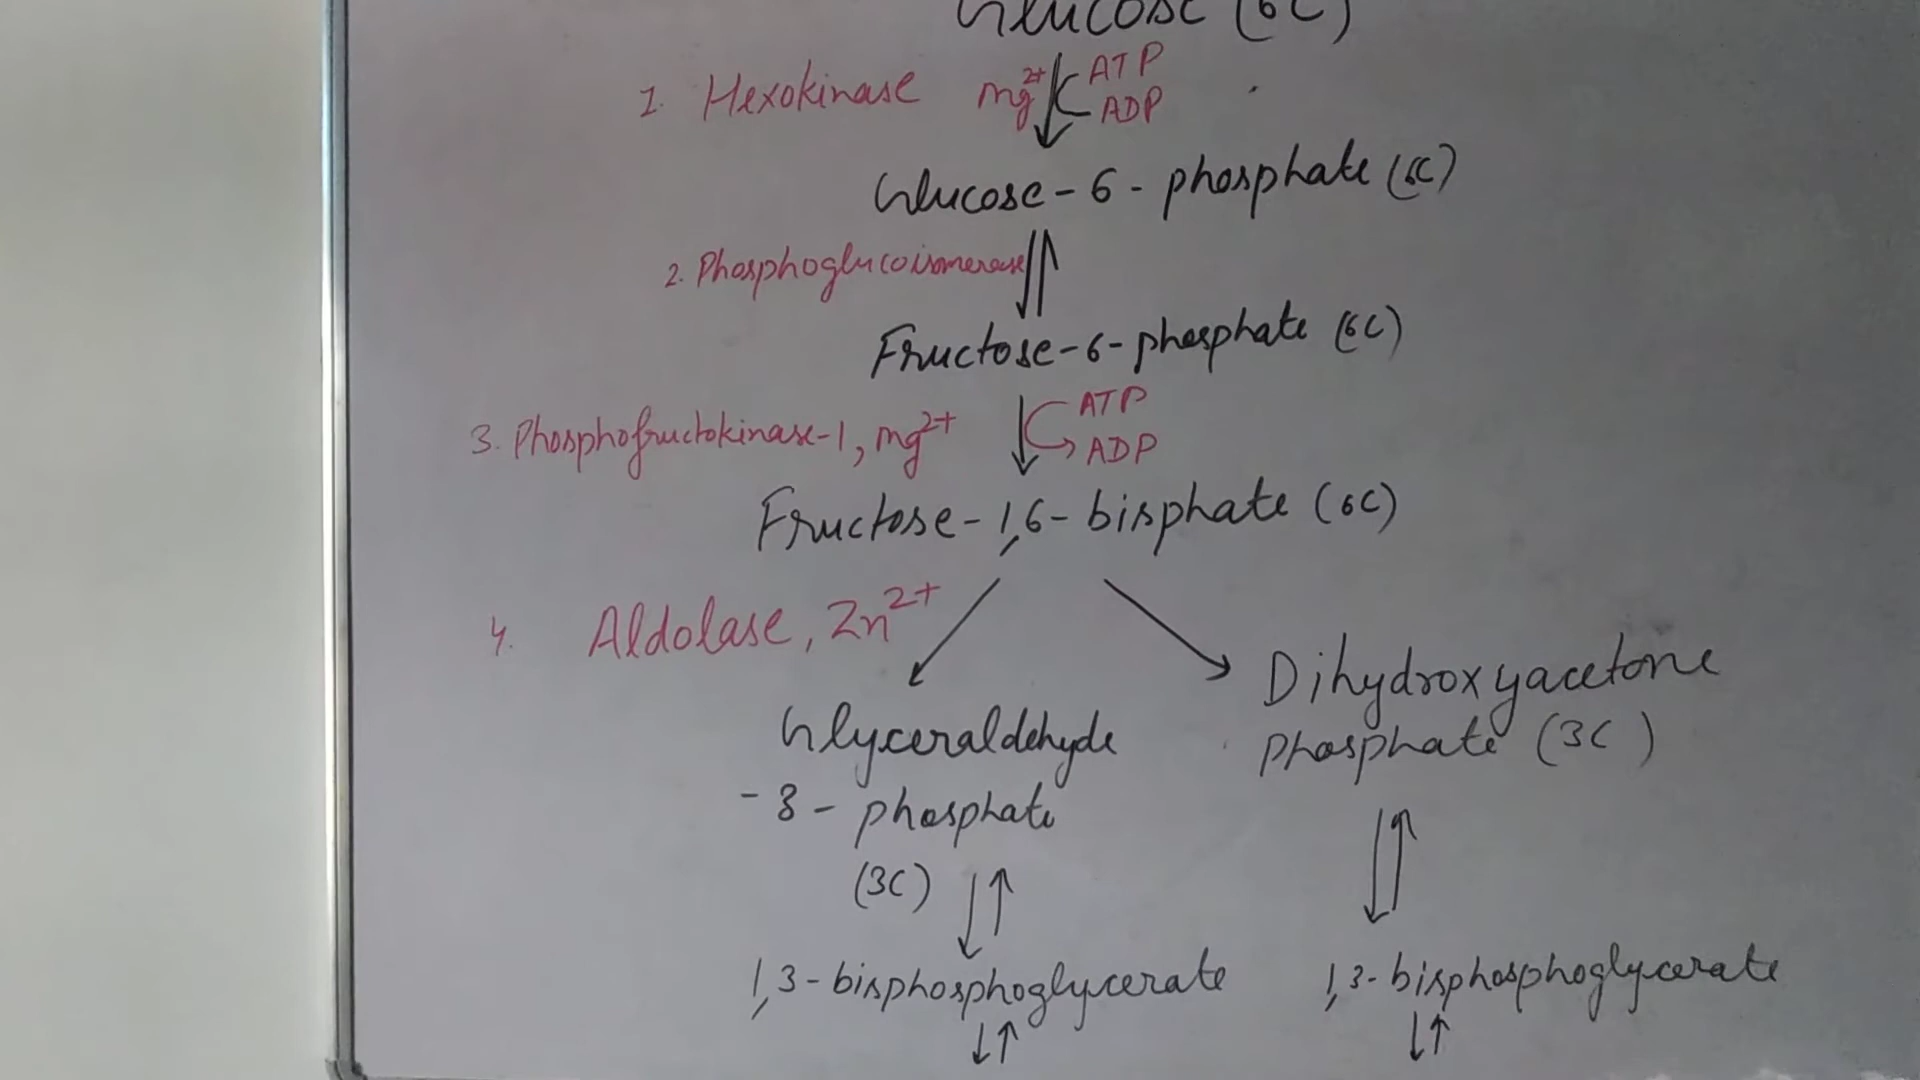 Glucose (6C)
1. Hexokinase mg2+ ATP
ADP
Glucose-6-phosphate (6C)
2. Phosphoglucoisomerase
Fructose-6-phosphate (6C)
ATP
3. Phosphofructokinase-1, mg2+
ADP
Fructose-1,6-bisphate (6C)
4. Aldolase, Zn2+
Dihydroxyacetone
phosphate (3C)
Glyceraldehyde
-3-phosphate
(3C)
1,3-bisphosphoglycerate 1,3-bisphosphoglycerate